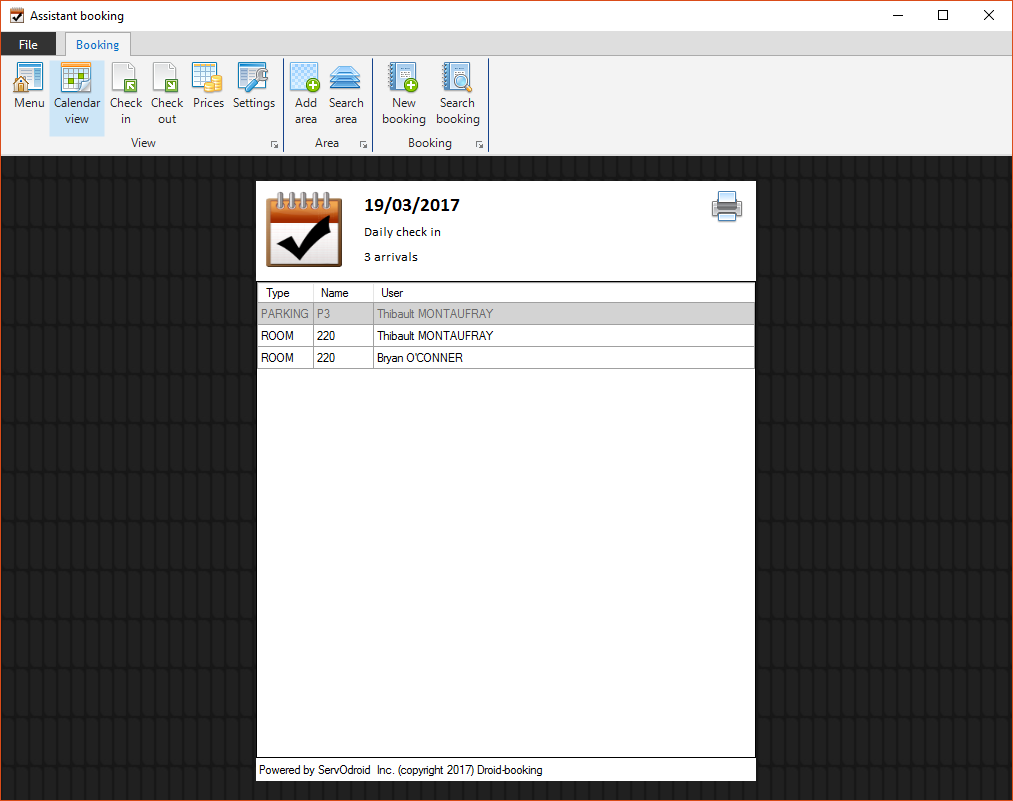 Assistant booking
File Booking
Menu Calendar view Check in Check out Prices Settings Add area Search area New booking Search booking
View Area Booking
19/03/2017
Daily check in
3 arrivals
Type Name User
PARKING P3 Thibault MONTAUFRAY
ROOM 220 Thibault MONTAUFRAY
ROOM 220 Bryan O'CONNER
Powered by ServOdroid Inc. (copyright 2017) Droid-booking